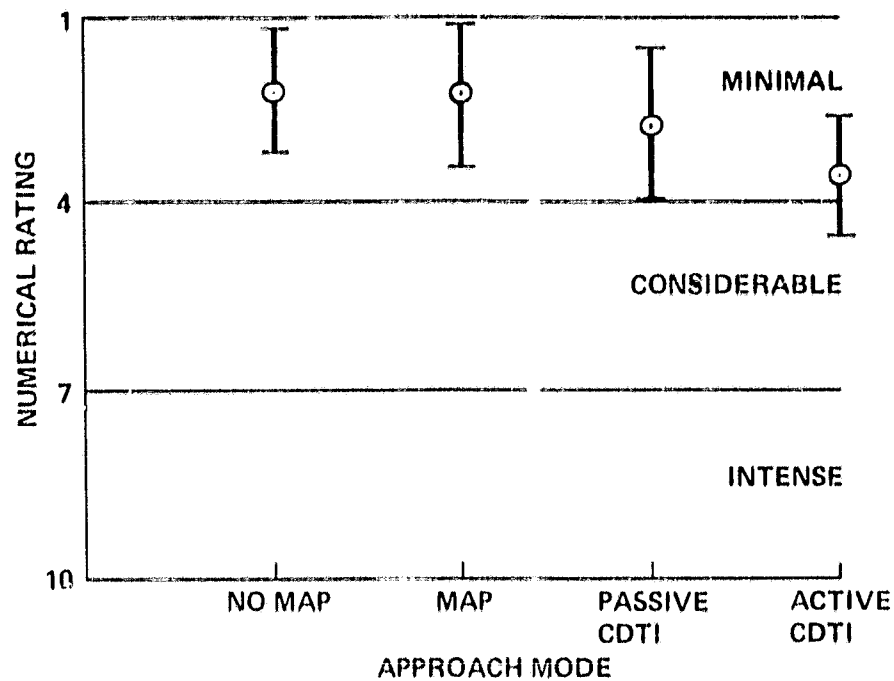 1
MINIMAL
4
CONSIDERABLE
7
INTENSE
10
NUMERICAL RATING
NO MAP
MAP
PASSIVE
CDTI
ACTIVE
CDTI
APPROACH MODE